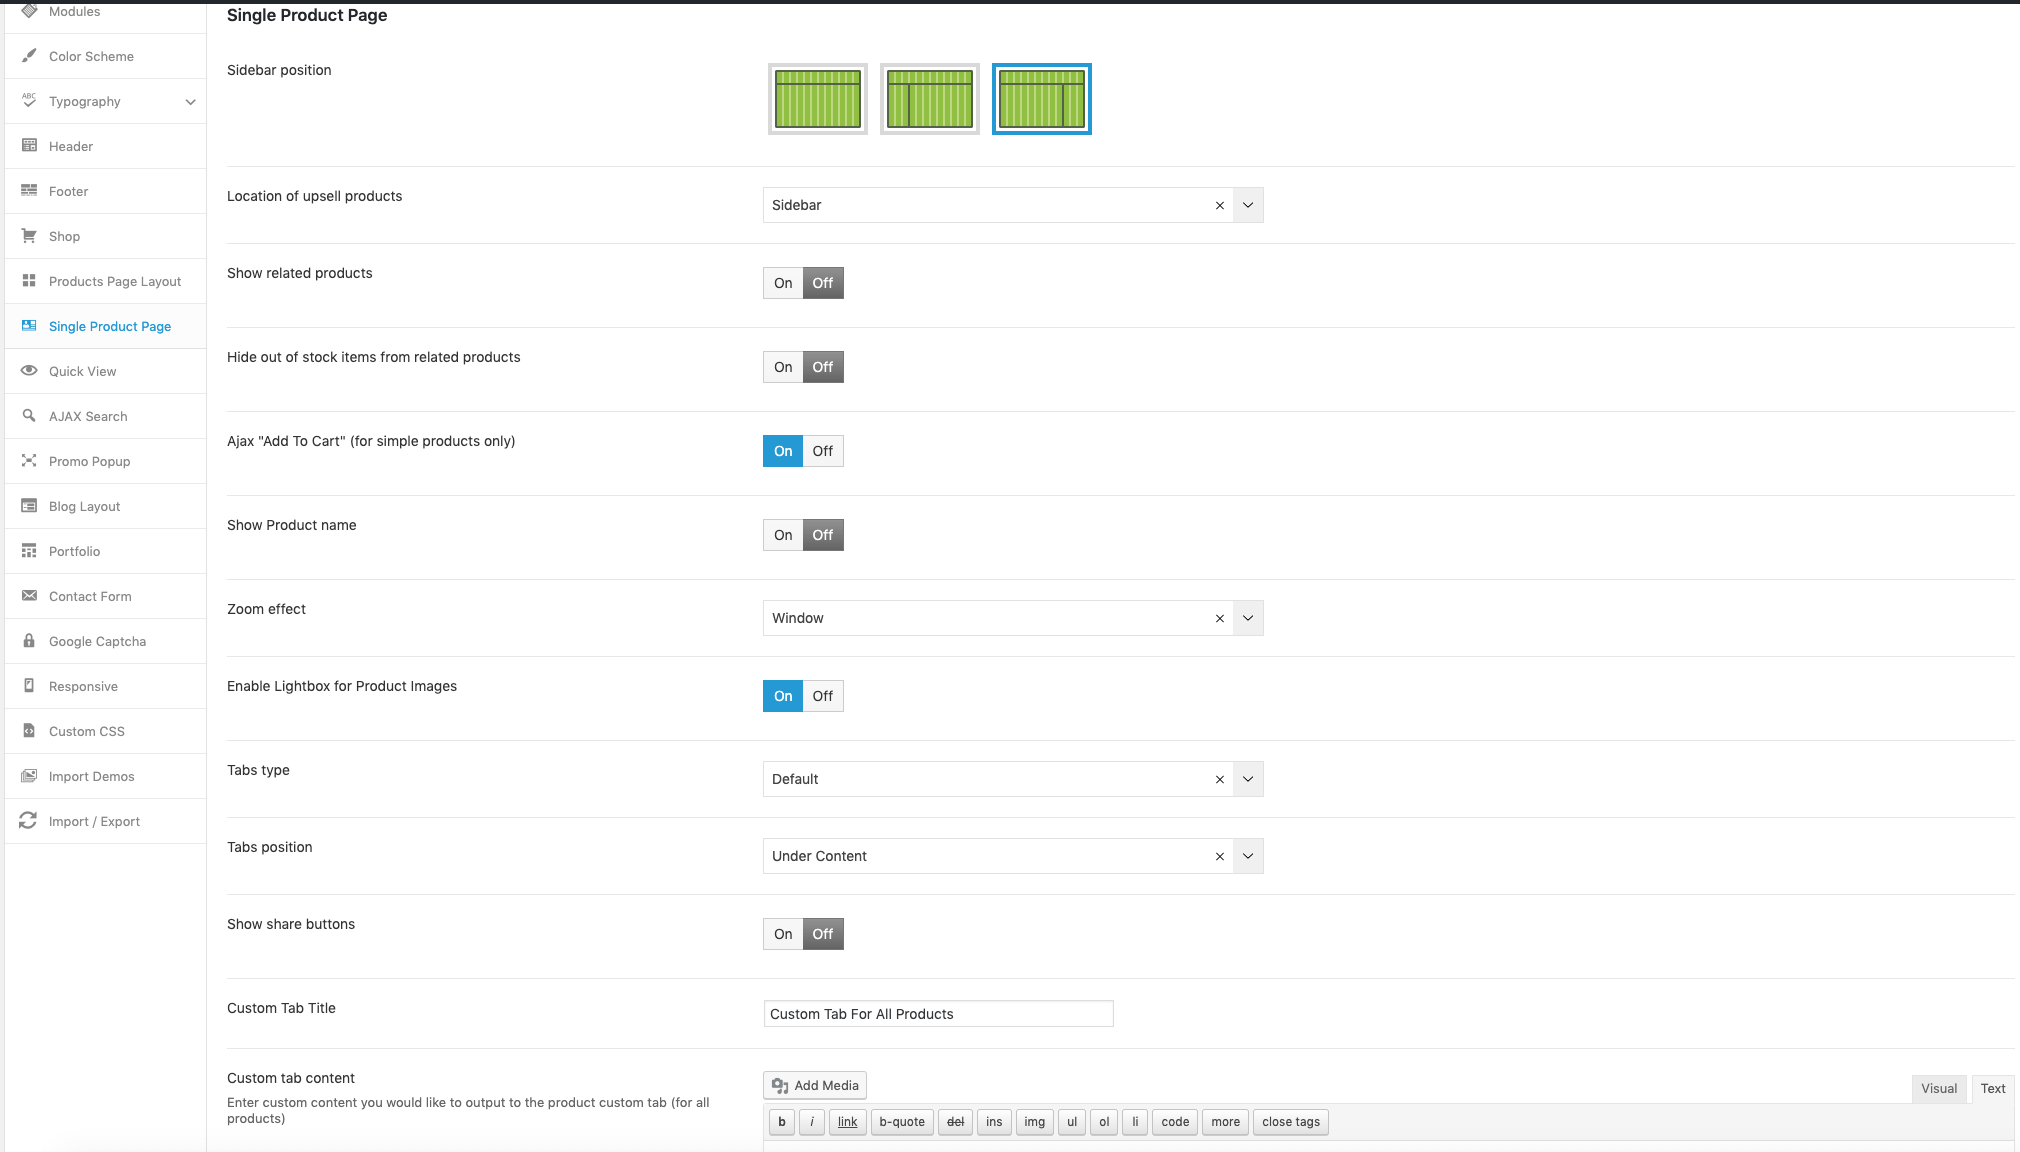 Modules
Color Scheme
ABC
Typography
Header
Footer
Shop
Products Page Layout
Single Product Page
Quick View
AJAX Search
Promo Popup
Blog Layout
Portfolio
Contact Form
Google Captcha
Responsive
Custom CSS
Import Demos
Import / Export
Single Product Page
Sidebar position
Location of upsell products
Sidebar
Show related products
On Off
Hide out of stock items from related products
On Off
Ajax "Add To Cart" (for simple products only)
On Off
Show Product name
On Off
Zoom effect
Window
Enable Lightbox for Product Images
On Off
Tabs type
Default
Tabs position
Under Content
Show share buttons
On Off
Custom Tab Title
Custom Tab For All Products
Custom tab content
Enter custom content you would like to output to the product custom tab (for all
products)
Add Media
Visual Text
b i link b-quote del ins img ul ol li code more close tags